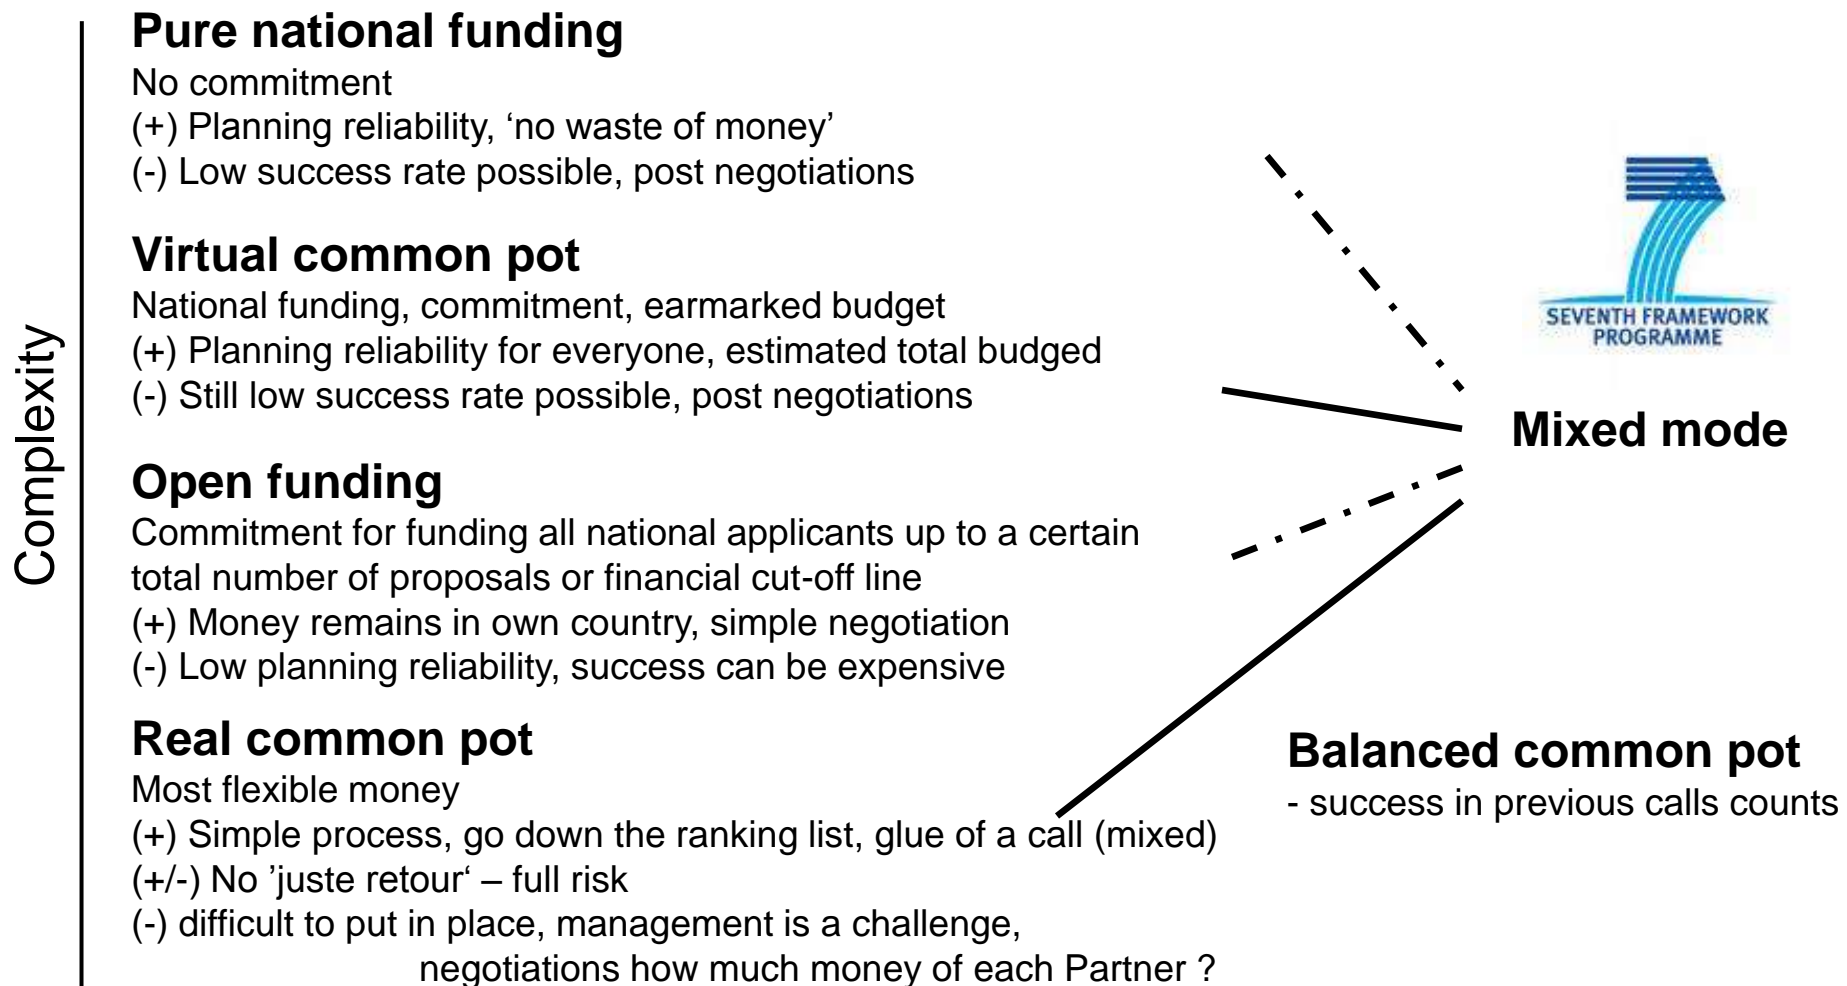 Complexity
Pure national funding
No commitment
(+) Planning reliability, ‘no waste of money’
(-) Low success rate possible, post negotiations
Virtual common pot
National funding, commitment, earmarked budget
(+) Planning reliability for everyone, estimated total budged
(-) Still low success rate possible, post negotiations
Open funding
Commitment for funding all national applicants up to a certain
total number of proposals or financial cut-off line
(+) Money remains in own country, simple negotiation
(-) Low planning reliability, success can be expensive
Real common pot
Most flexible money
(+) Simple process, go down the ranking list, glue of a call (mixed)
(+/-) No ’juste retour‘ – full risk
(-) difficult to put in place, management is a challenge,
negotiations how much money of each Partner ?
SEVENTH FRAMEWORK
PROGRAMME
Mixed mode
Balanced common pot
- success in previous calls counts